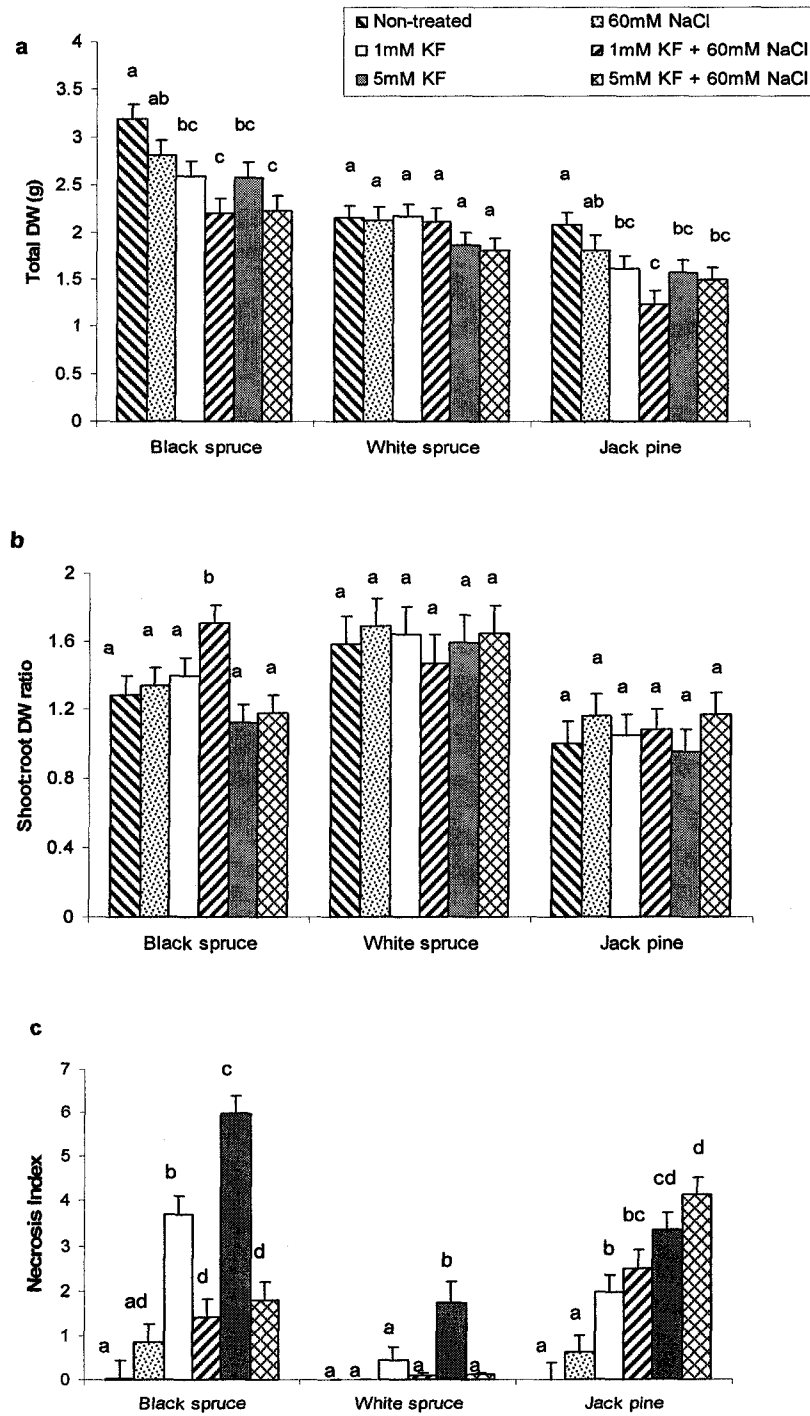 Non-treated 60mM NaCl
1mM KF 1mM KF + 60mM NaCl
5mM KF 5mM KF + 60mM NaCl
a
4
3.5
3
2.5
2
1.5
1
0.5
0
Total DW (g)
a ab bc c bc c
a a a a a a
a ab bc c bc bc
Black spruce White spruce Jack pine
b
2
1.6
1.2
0.8
0.4
0
Shoot:root DW ratio
a a a b a a
a a a a a a
a a a a a a
Black spruce White spruce Jack pine
c
7
6
5
4
3
2
1
0
Necrosis Index
a ad b d c d
a a a a b a
a a b bc cd d
Black spruce White spruce Jack pine